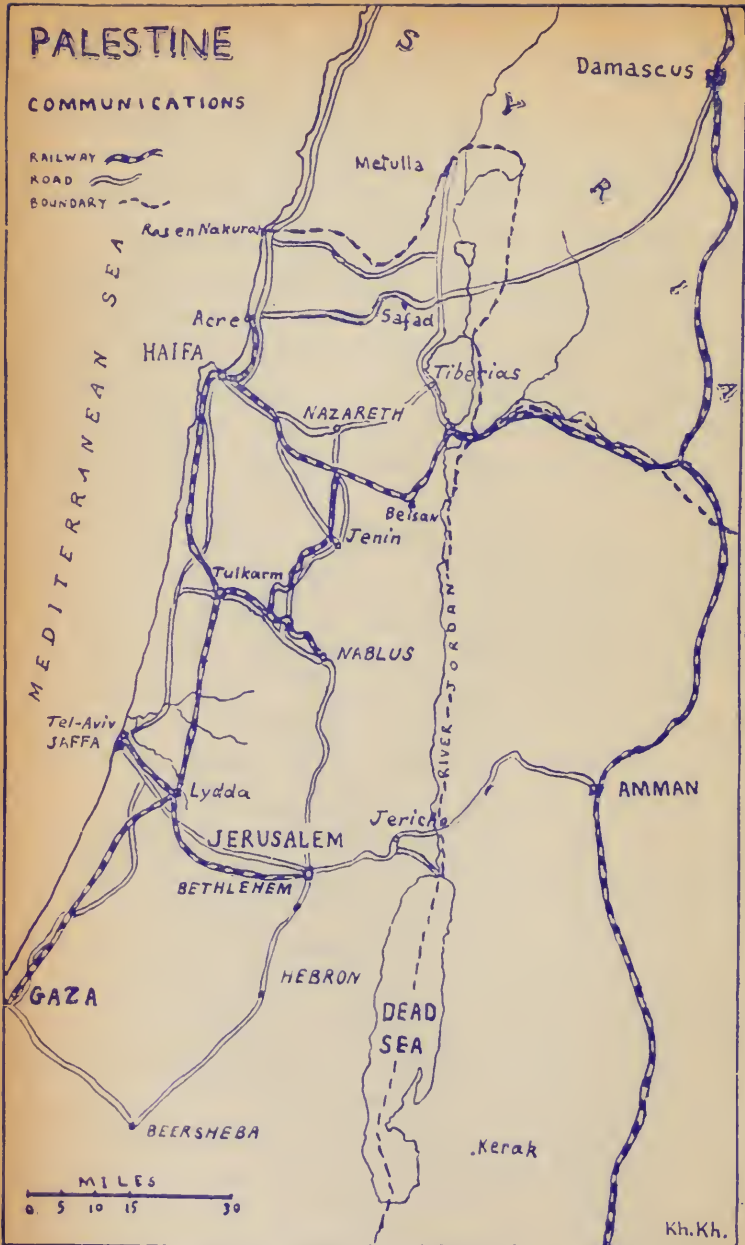 PALESTINE
COMMUNICATIONS
RAILWAY
ROAD
BOUNDARY
S
Y
R
I
A
Damascus
Metulla
Ras en Nakura
MEDITERRANEAN SEA
Acre
Safad
HAIFA
Tiberias
NAZARETH
Beisan
Jenin
Tulkarm
NABLUS
RIVER JORDAN
Tel-Aviv
JAFFA
Lydda
AMMAN
Jericho
JERUSALEM
BETHLEHEM
HEBRON
GAZA
DEAD
SEA
BEERSHEBA
Kerak
MILES
0. 5 10 15 30
Kh.Kh.